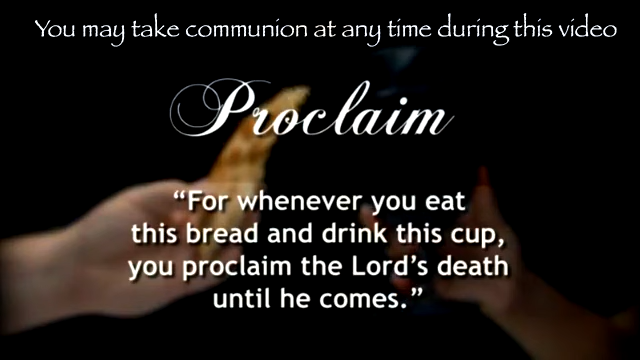 You may take communion at any time during this video
Proclaim
“For whenever you eat
this bread and drink this cup,
you proclaim the Lord’s death
until he comes.”